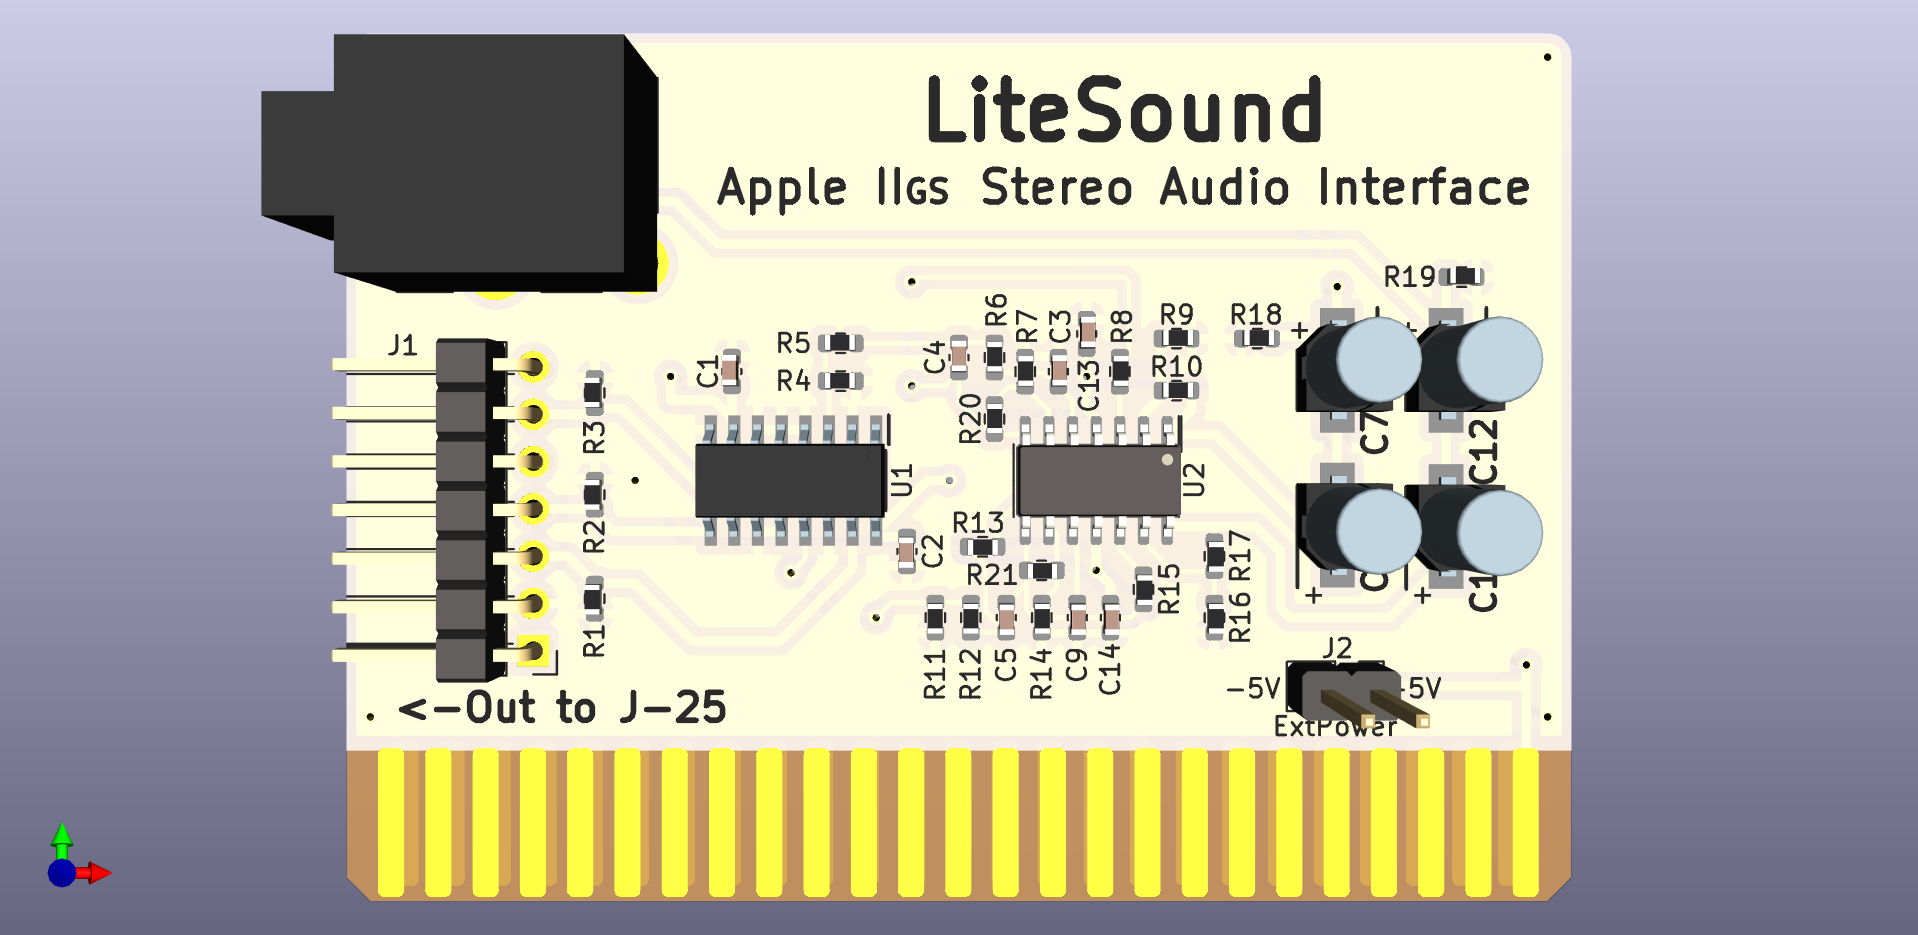 LiteSound
Apple IIGS Stereo Audio Interface
R19
R6
R7
C3
R8
R9
R18
+
J1
R5
C1
R4
C4
C13
R10
R20
R3
C7
C12
U1
U2
R2
R13
C2
R21
R15
R17
R1
R16
+
+
R11
R12
C5
R14
C9
C14
J2
-5V
5V
<-Out to J-25
ExtPower